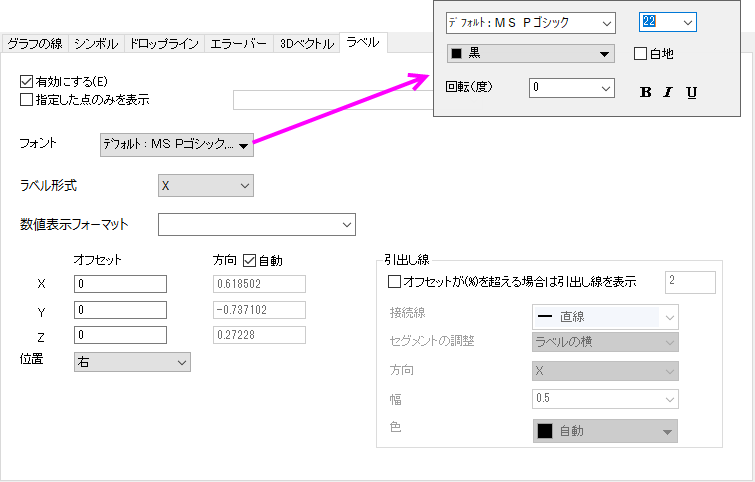 デフォルト : MS Pゴシック
22
黒
白地
回転(度)
0
B I U
グラフの線 シンボル ドロップライン エラーバー 3Dベクトル ラベル
有効にする(E)
指定した点のみを表示
フォント
デフォルト : MS Pゴシック,...
ラベル形式
X
数値表示フォーマット
オフセット 方向 自動
X 0 0.618502
Y 0 -0.737102
Z 0 0.27228
位置 右
引出し線
オフセットが(%)を超える場合は引出し線を表示 2
接続線 直線
セグメントの調整 ラベルの横
方向 X
幅 0.5
色 自動